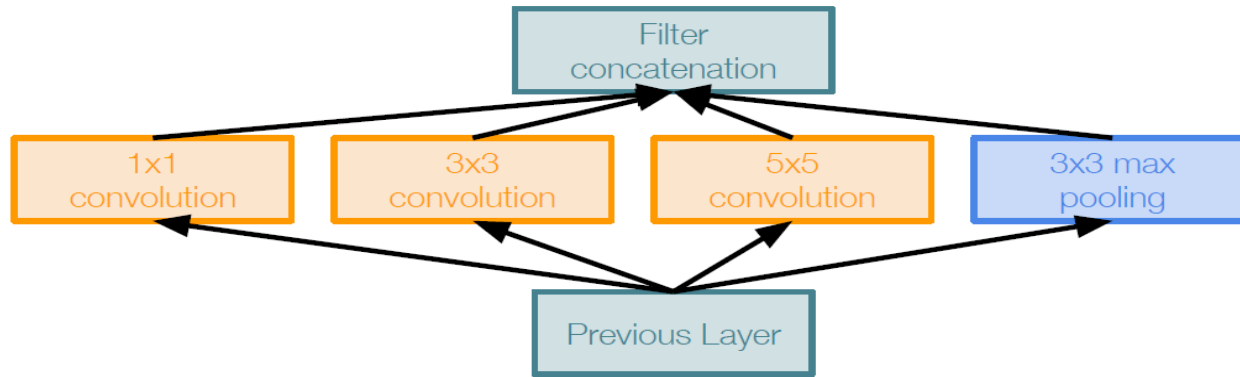 Filter
concatenation
1x1
convolution
3x3
convolution
5x5
convolution
3x3 max
pooling
Previous Layer